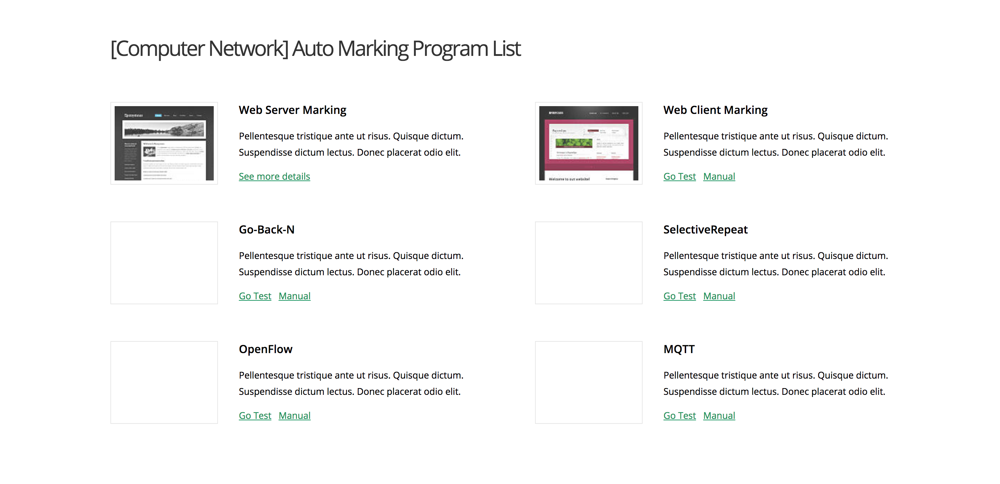 [Computer Network] Auto Marking Program List
Eponymous
Web Server Marking
Pellentesque tristique ante ut risus. Quisque dictum.
Suspendisse dictum lectus. Donec placerat odio elit.
See more details
Welcome to out website!
Web Client Marking
Pellentesque tristique ante ut risus. Quisque dictum.
Suspendisse dictum lectus. Donec placerat odio elit.
Go Test Manual
Go-Back-N
Pellentesque tristique ante ut risus. Quisque dictum.
Suspendisse dictum lectus. Donec placerat odio elit.
Go Test Manual
SelectiveRepeat
Pellentesque tristique ante ut risus. Quisque dictum.
Suspendisse dictum lectus. Donec placerat odio elit.
Go Test Manual
OpenFlow
Pellentesque tristique ante ut risus. Quisque dictum.
Suspendisse dictum lectus. Donec placerat odio elit.
Go Test Manual
MQTT
Pellentesque tristique ante ut risus. Quisque dictum.
Suspendisse dictum lectus. Donec placerat odio elit.
Go Test Manual